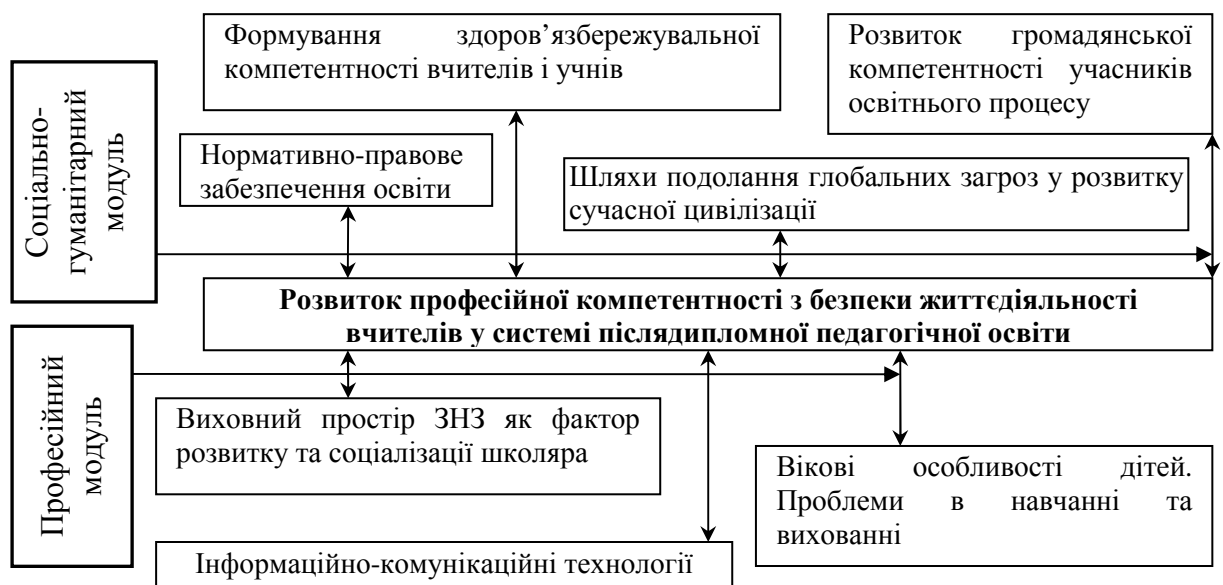 Соціально-
гуманітарний
модуль
Формування здоров’язбережувальної
компетентності вчителів і учнів
Розвиток громадянської
компетентності учасників
освітнього процесу
Нормативно-правове
забезпечення освіти
Шляхи подолання глобальних загроз у розвитку
сучасної цивілізації
Розвиток професійної компетентності з безпеки життєдіяльності
вчителів у системі післядипломної педагогічної освіти
Професійний
модуль
Виховний простір ЗНЗ як фактор
розвитку та соціалізації школяра
Вікові особливості дітей.
Проблеми в навчанні та
вихованні
Інформаційно-комунікаційні технології